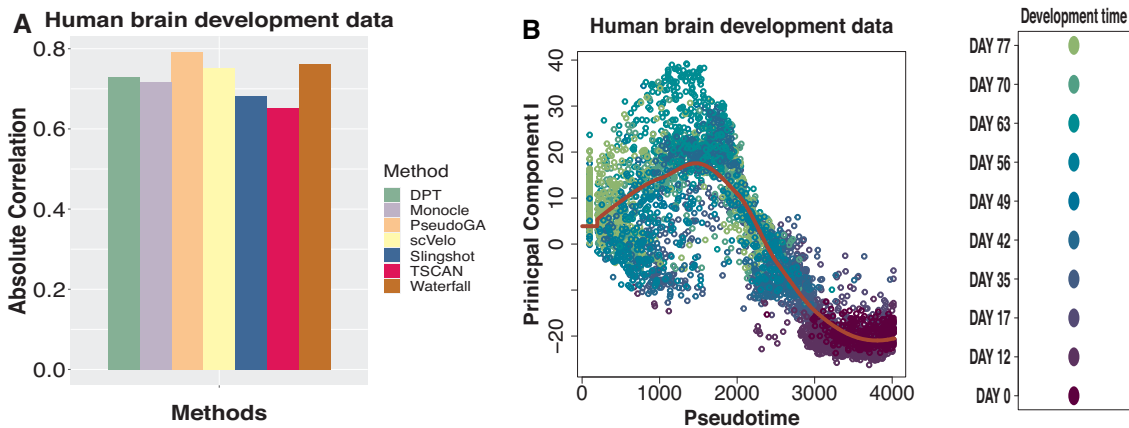 A
Human brain development data
Absolute Correlation
0.8
0.6
0.4
0.2
0.0
Methods
Method
DPT
Monocle
PseudoGA
scVelo
Slingshot
TSCAN
Waterfall
B
Human brain development data
Prinicpal Component I
40
30
20
10
0
−20
0
1000
2000
3000
4000
Pseudotime
Development time
DAY 77
DAY 70
DAY 63
DAY 56
DAY 49
DAY 42
DAY 35
DAY 17
DAY 12
DAY 0